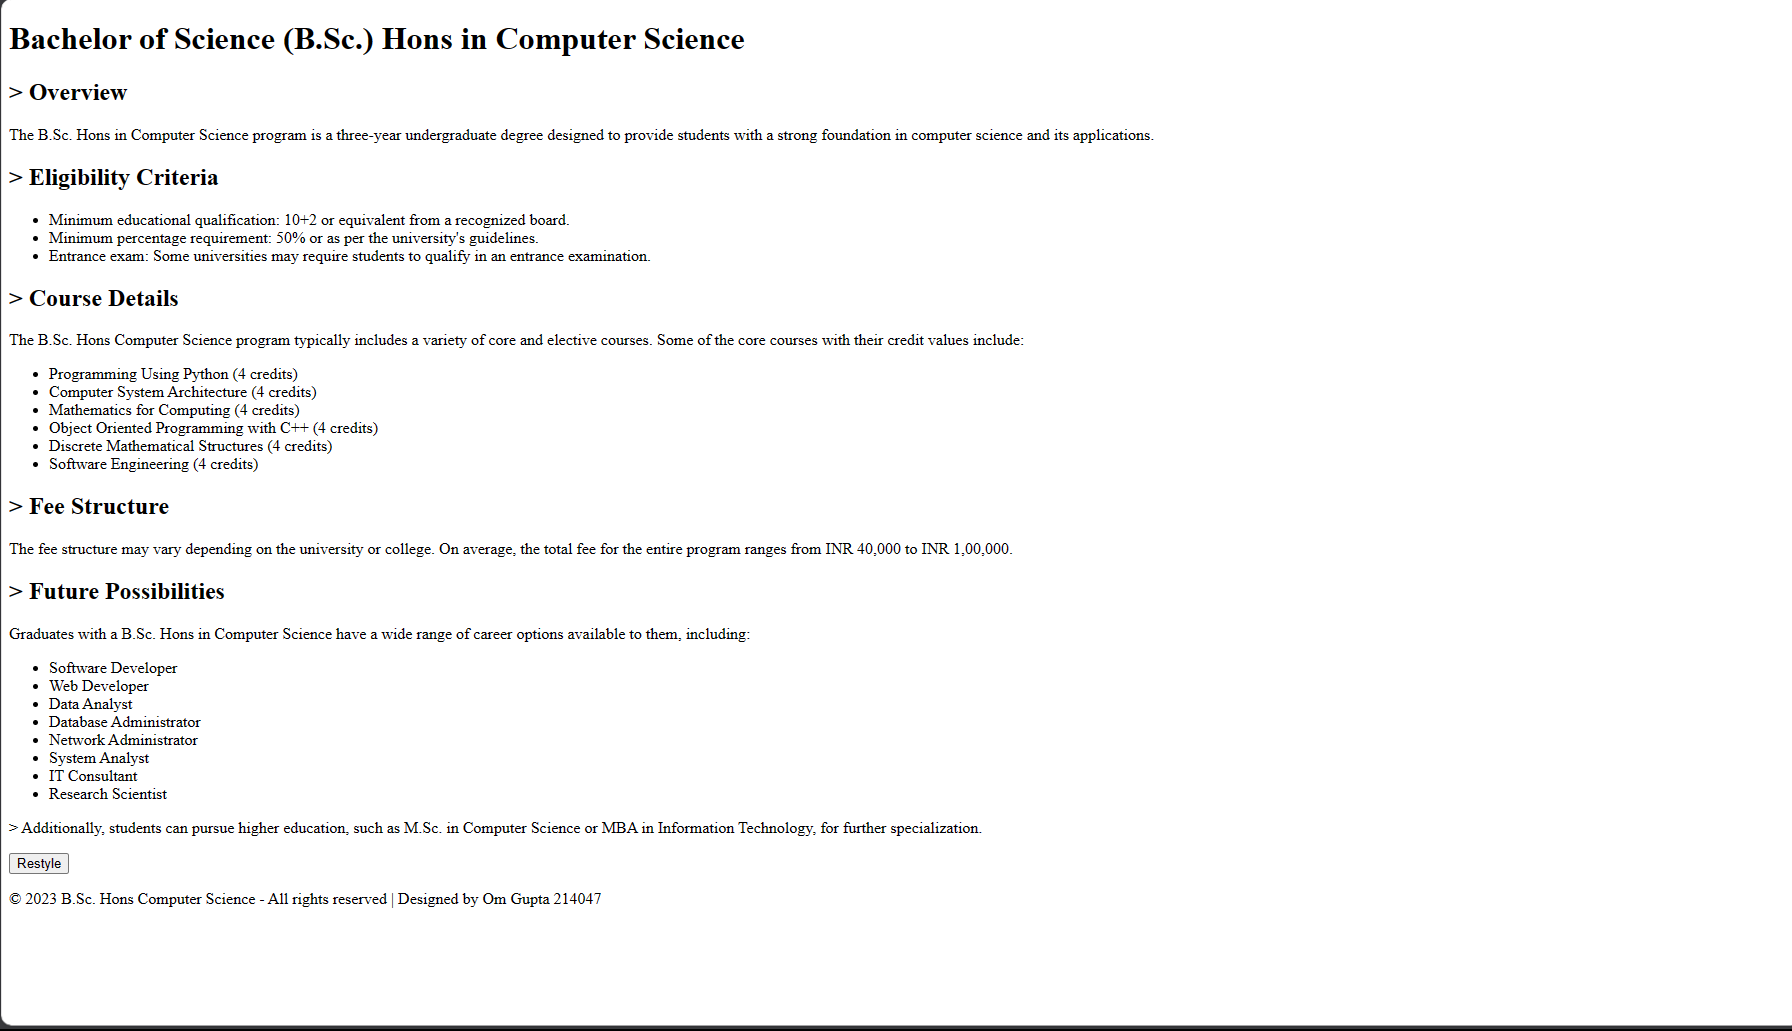 Bachelor of Science (B.Sc.) Hons in Computer Science
> Overview
The B.Sc. Hons in Computer Science program is a three-year undergraduate degree designed to provide students with a strong foundation in computer science and its applications.
> Eligibility Criteria
• Minimum educational qualification: 10+2 or equivalent from a recognized board.
• Minimum percentage requirement: 50% or as per the university's guidelines.
• Entrance exam: Some universities may require students to qualify in an entrance examination.
> Course Details
The B.Sc. Hons Computer Science program typically includes a variety of core and elective courses. Some of the core courses with their credit values include:
• Programming Using Python (4 credits)
• Computer System Architecture (4 credits)
• Mathematics for Computing (4 credits)
• Object Oriented Programming with C++ (4 credits)
• Discrete Mathematical Structures (4 credits)
• Software Engineering (4 credits)
> Fee Structure
The fee structure may vary depending on the university or college. On average, the total fee for the entire program ranges from INR 40,000 to INR 1,00,000.
> Future Possibilities
Graduates with a B.Sc. Hons in Computer Science have a wide range of career options available to them, including:
• Software Developer
• Web Developer
• Data Analyst
• Database Administrator
• Network Administrator
• System Analyst
• IT Consultant
• Research Scientist
> Additionally, students can pursue higher education, such as M.Sc. in Computer Science or MBA in Information Technology, for further specialization.
Restyle
© 2023 B.Sc. Hons Computer Science - All rights reserved | Designed by Om Gupta 214047